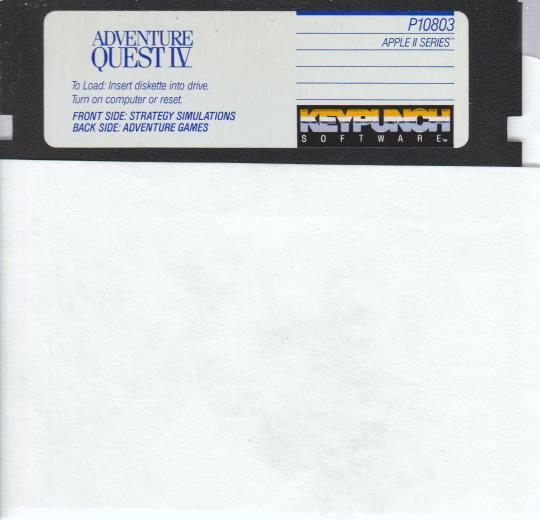 ADVENTURE
QUEST IV™
To Load: Insert diskette into drive.
Turn on computer or reset.
FRONT SIDE: STRATEGY SIMULATIONS
BACK SIDE: ADVENTURE GAMES
P10803
APPLE II SERIES™
KEYPUNCH
SOFTWARE™